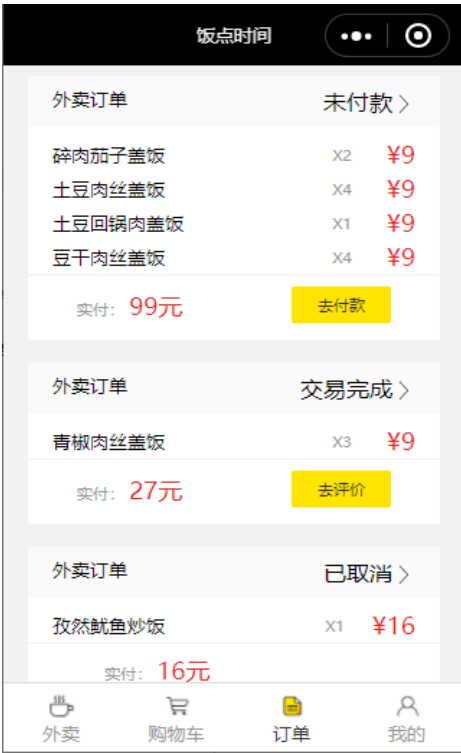 饭点时间
外卖订单 未付款
碎肉茄子盖饭 X2 ¥9
土豆肉丝盖饭 X4 ¥9
土豆回锅肉盖饭 X1 ¥9
豆干肉丝盖饭 X4 ¥9
实付: 99元 去付款
外卖订单 交易完成
青椒肉丝盖饭 X3 ¥9
实付: 27元 去评价
外卖订单 已取消
孜然鱿鱼炒饭 X1 ¥16
实付: 16元
外卖 购物车 订单 我的